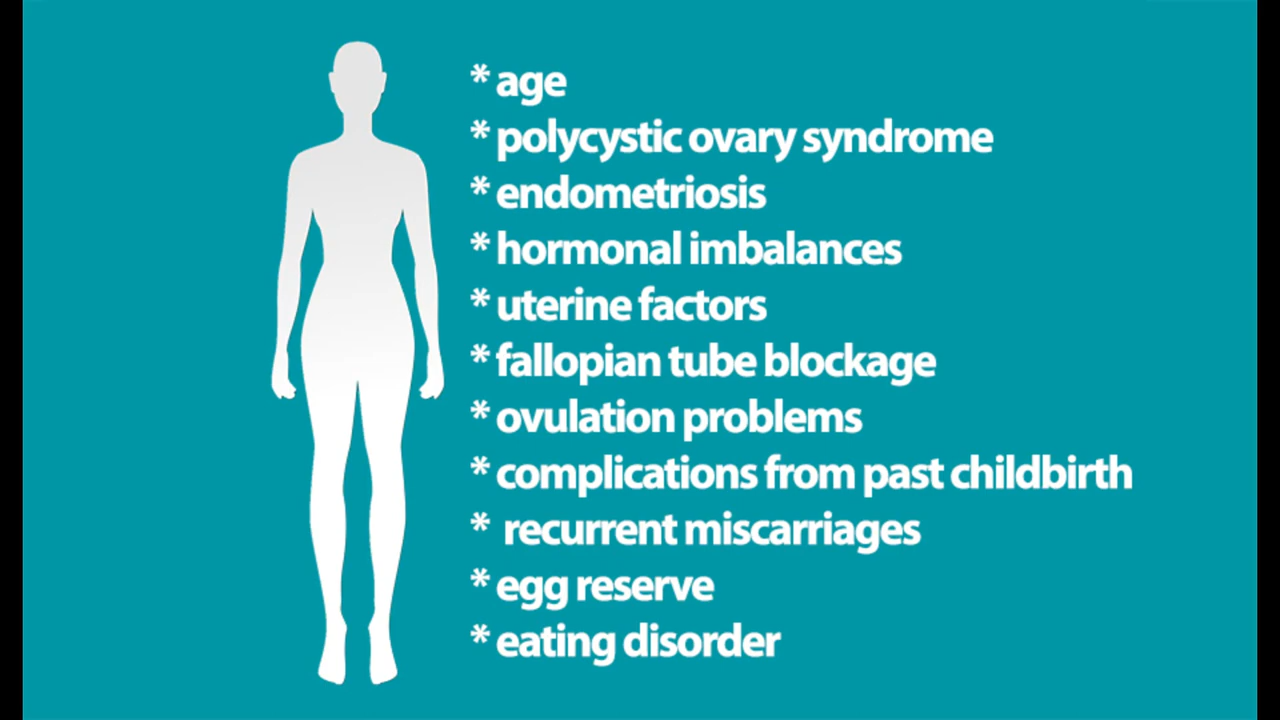 * age
* polycystic ovary syndrome
* endometriosis
* hormonal imbalances
* uterine factors
* fallopian tube blockage
* ovulation problems
* complications from past childbirth
* recurrent miscarriages
* egg reserve
* eating disorder